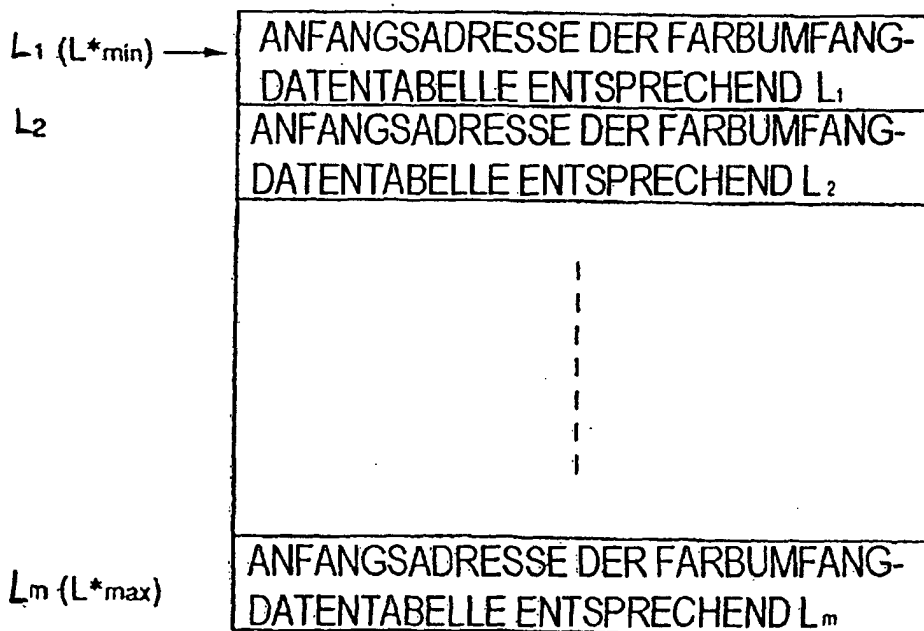 L₁ (L*min)
ANFANGSADRESSE DER FARBUMFANG-
DATENTABELLE ENTSPRECHEND L₁
L₂
ANFANGSADRESSE DER FARBUMFANG-
DATENTABELLE ENTSPRECHEND L₂
Lm (L*max)
ANFANGSADRESSE DER FARBUMFANG-
DATENTABELLE ENTSPRECHEND Lm